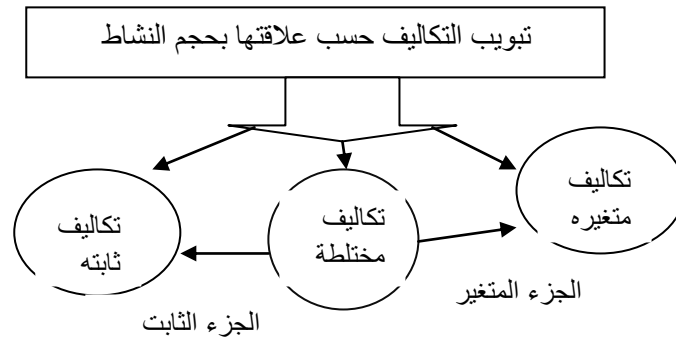 تبويب التكاليف حسب علاقتها بحجم النشاط
تكاليف
متغيره
تكاليف
مختلطة
تكاليف
ثابته
الجزء المتغير
الجزء الثابت